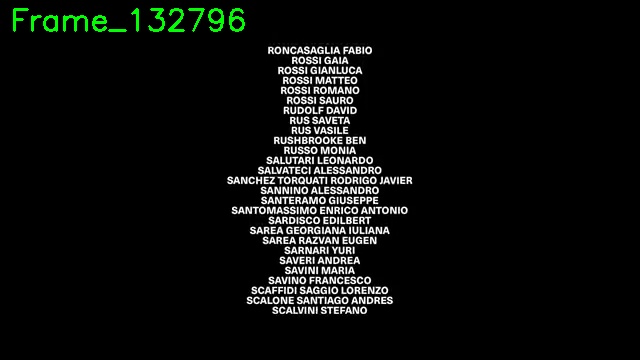 Frame_132796
RONCASAGLIA FABIO
ROSSI GAIA
ROSSI GIANLUCA
ROSSI MATTEO
ROSSI ROMANO
ROSSI SAURO
RUDOLF DAVID
RUS SAVETA
RUS VASILE
RUSHBROOKE BEN
RUSSO MONIA
SALUTARI LEONARDO
SALVATECI ALESSANDRO
SANCHEZ TORQUATI RODRIGO JAVIER
SANNINO ALESSANDRO
SANTERAMO GIUSEPPE
SANTOMASSIMO ENRICO ANTONIO
SARDISCO EDILBERT
SAREA GEORGIANA IULIANA
SAREA RAZVAN EUGEN
SARNARI YURI
SAVERI ANDREA
SAVINI MARIA
SAVINO FRANCESCO
SCAFFIDI SAGGIO LORENZO
SCALONE SANTIAGO ANDRES
SCALVINI STEFANO